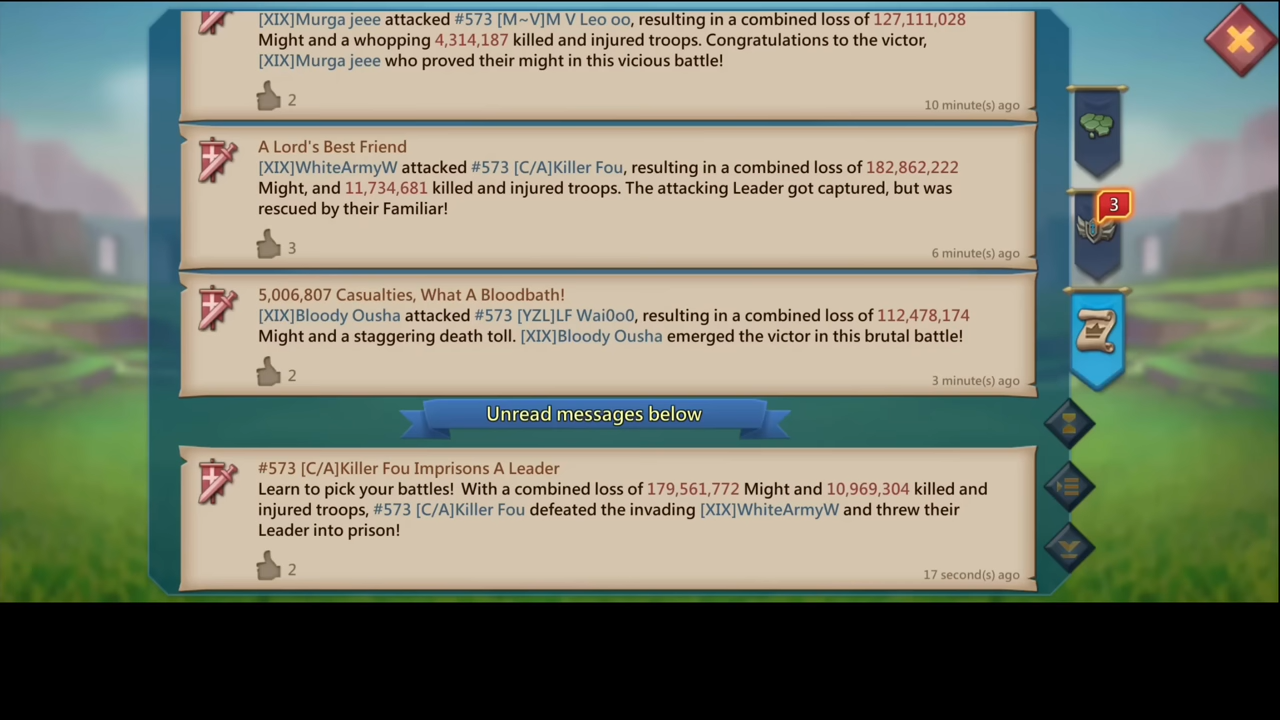 [XIX]Murga jeee attacked #573 [M~V]M V Leo oo, resulting in a combined loss of 127,111,028
Might and a whopping 4,314,187 killed and injured troops. Congratulations to the victor,
[XIX]Murga jeee who proved their might in this vicious battle!
2
10 minute(s) ago
A Lord's Best Friend
[XIX]WhiteArmyW attacked #573 [C/A]Killer Fou, resulting in a combined loss of 182,862,222
Might, and 11,734,681 killed and injured troops. The attacking Leader got captured, but was
rescued by their Familiar!
3
6 minute(s) ago
3
5,006,807 Casualties, What A Bloodbath!
[XIX]Bloody Ousha attacked #573 [YZL]LF Wai0o0, resulting in a combined loss of 112,478,174
Might and a staggering death toll. [XIX]Bloody Ousha emerged the victor in this brutal battle!
2
3 minute(s) ago
Unread messages below
#573 [C/A]Killer Fou Imprisons A Leader
Learn to pick your battles! With a combined loss of 179,561,772 Might and 10,969,304 killed and
injured troops, #573 [C/A]Killer Fou defeated the invading [XIX]WhiteArmyW and threw their
Leader into prison!
2
17 second(s) ago